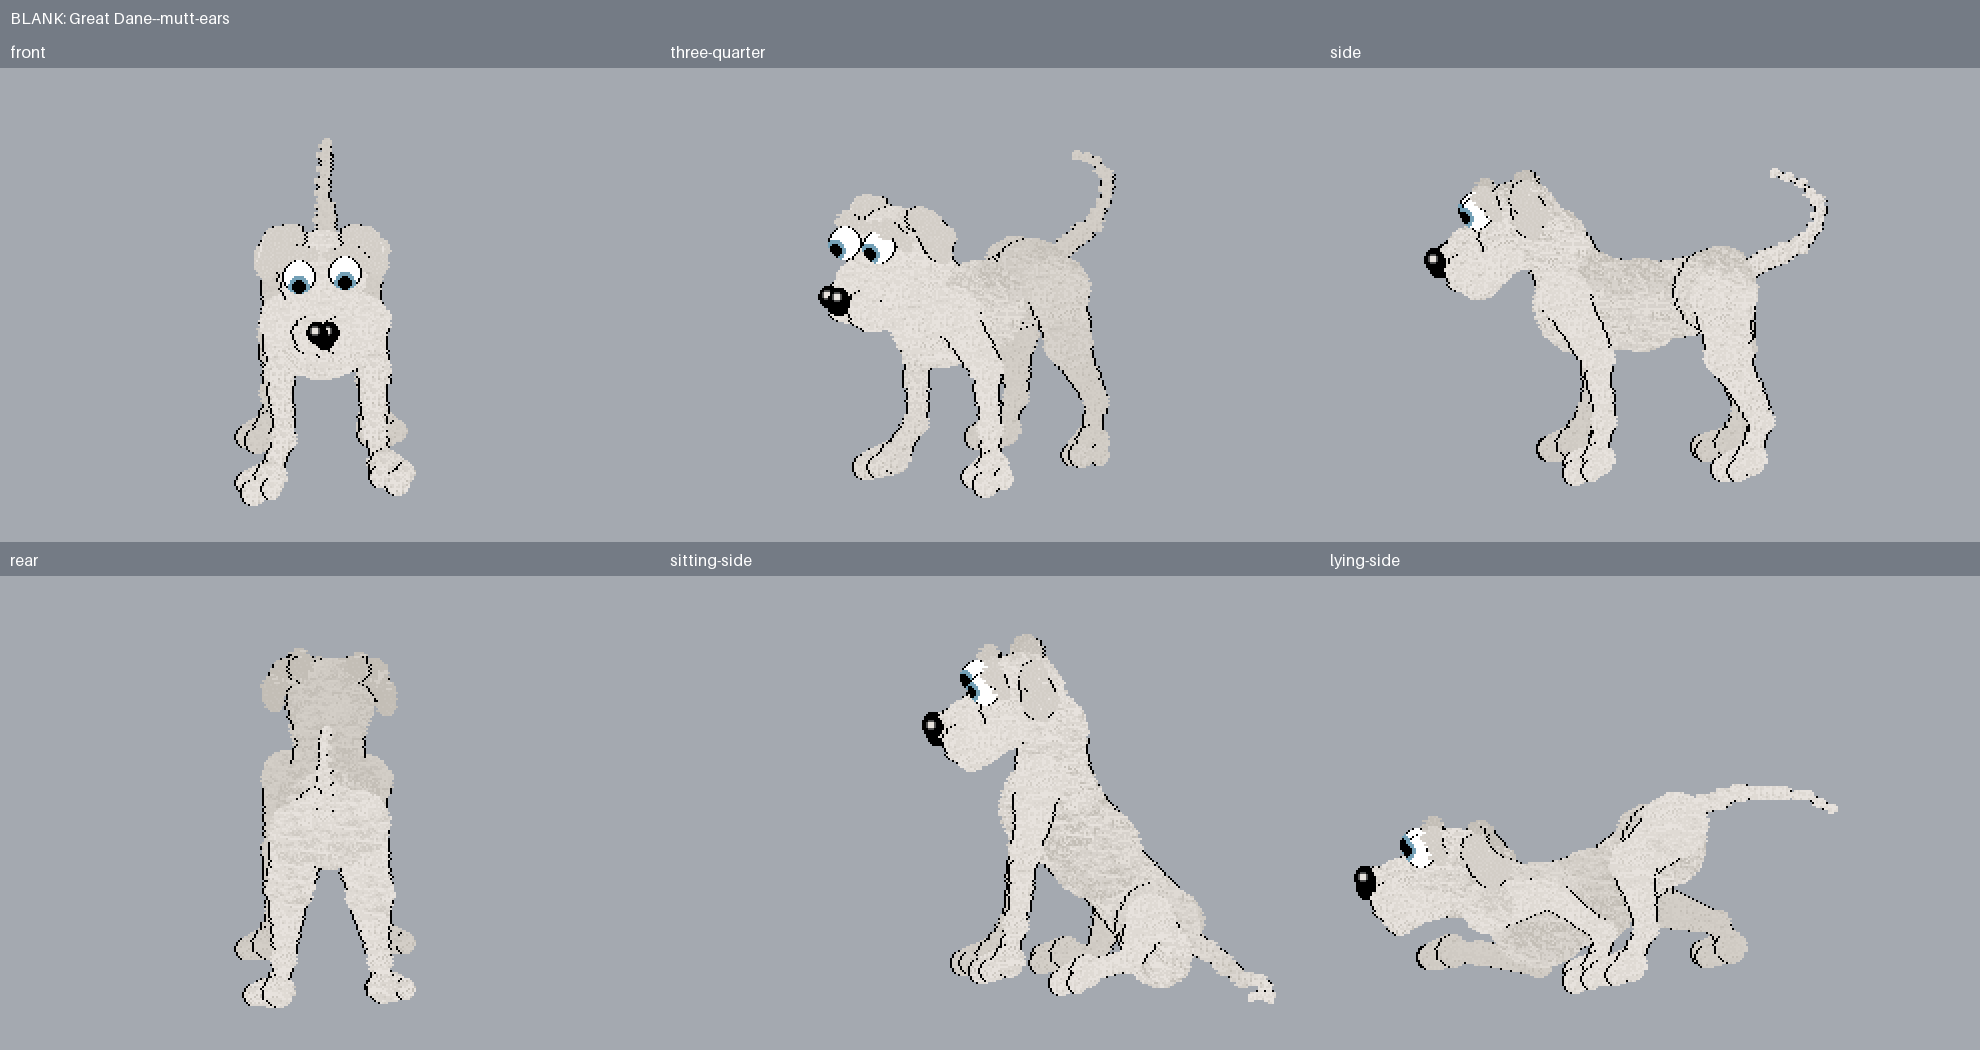 BLANK: Great Dane--mutt-ears
front
three-quarter
side
rear
sitting-side
lying-side